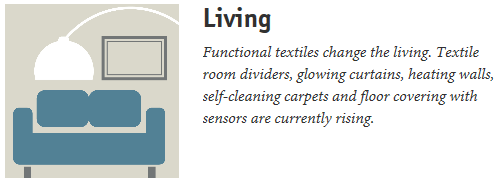 Living
Functional textiles change the living. Textile
room dividers, glowing curtains, heating walls,
self-cleaning carpets and floor covering with
sensors are currently rising.